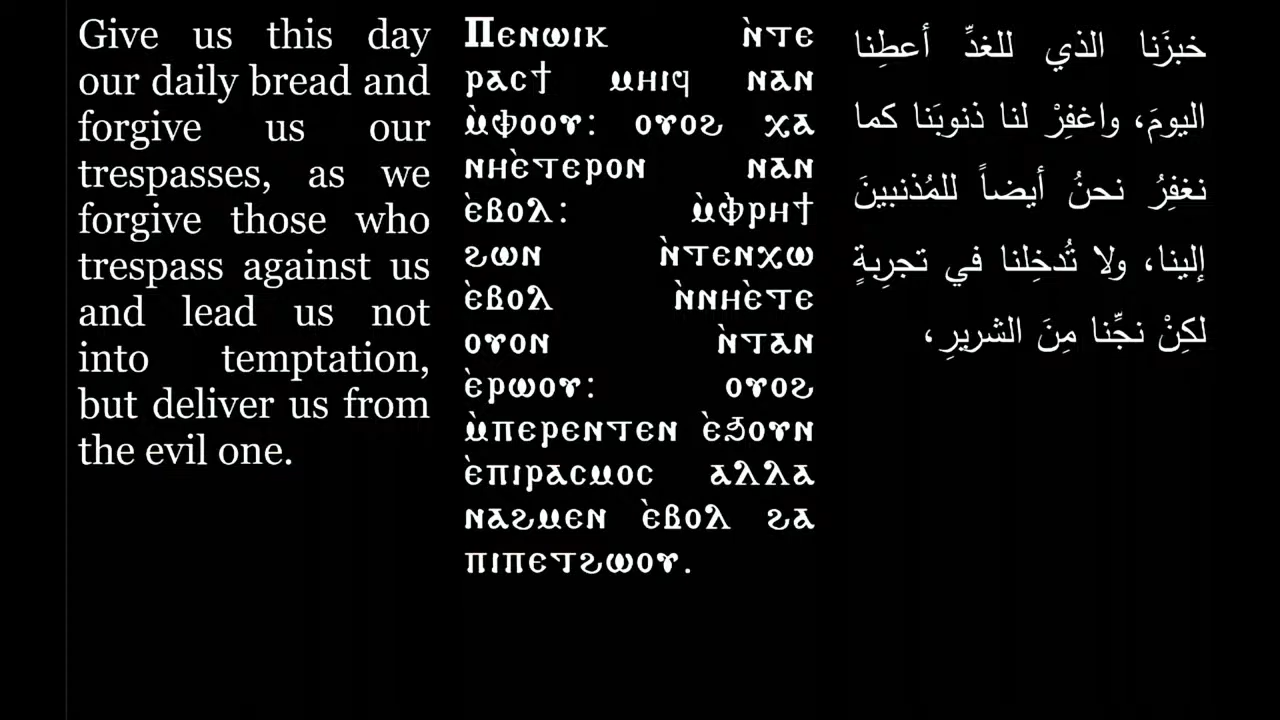 Give us this day
our daily bread and
forgive us our
trespasses, as we
forgive those who
trespass against us
and lead us not
into temptation,
but deliver us from
the evil one.
Ⲡⲉⲛⲱⲓⲕ ⲛ̀ⲧⲉ
ⲣⲁⲥϯ ⲙⲏⲓϥ ⲛⲁⲛ
ⲙ̀ⲫⲟⲟⲩ: ⲟⲩⲟϩ ⲭⲁ
ⲛⲏⲉ̀ⲧⲉⲣⲟⲛ ⲛⲁⲛ
ⲉ̀ⲃⲟⲗ: ⲙ̀ⲫ̀ⲣⲏϯ
ϩⲱⲛ ⲛ̀ⲧⲉⲛⲭⲱ
ⲉ̀ⲃⲟⲗ ⲛ̀ⲛⲏⲉ̀ⲧⲉ
ⲟⲩⲟⲛ ⲛ̀ⲧⲁⲛ
ⲉ̀ⲣⲱⲟⲩ: ⲟⲩⲟϩ
ⲙ̀ⲡⲉⲣⲉⲛⲧⲉⲛ ⲉ̀ϧⲟⲩⲛ
ⲉ̀ⲡⲓⲣⲁⲥⲙⲟⲥ ⲁⲗⲗⲁ
ⲛⲁϩⲙⲉⲛ ⲉ̀ⲃⲟⲗ ϩⲁ
ⲡⲓⲡⲉⲧϩⲱⲟⲩ.
خبزَنا الذي للغدِّ أعطِنا
اليومَ، واغفِرْ لنا ذنوبَنا كما
نغفِرُ نحنُ أيضاً للمُذنبينَ
إلينا، ولا تُدخِلنا في تجرِبةٍ
لكِنْ نجِّنا مِنَ الشريرِ،